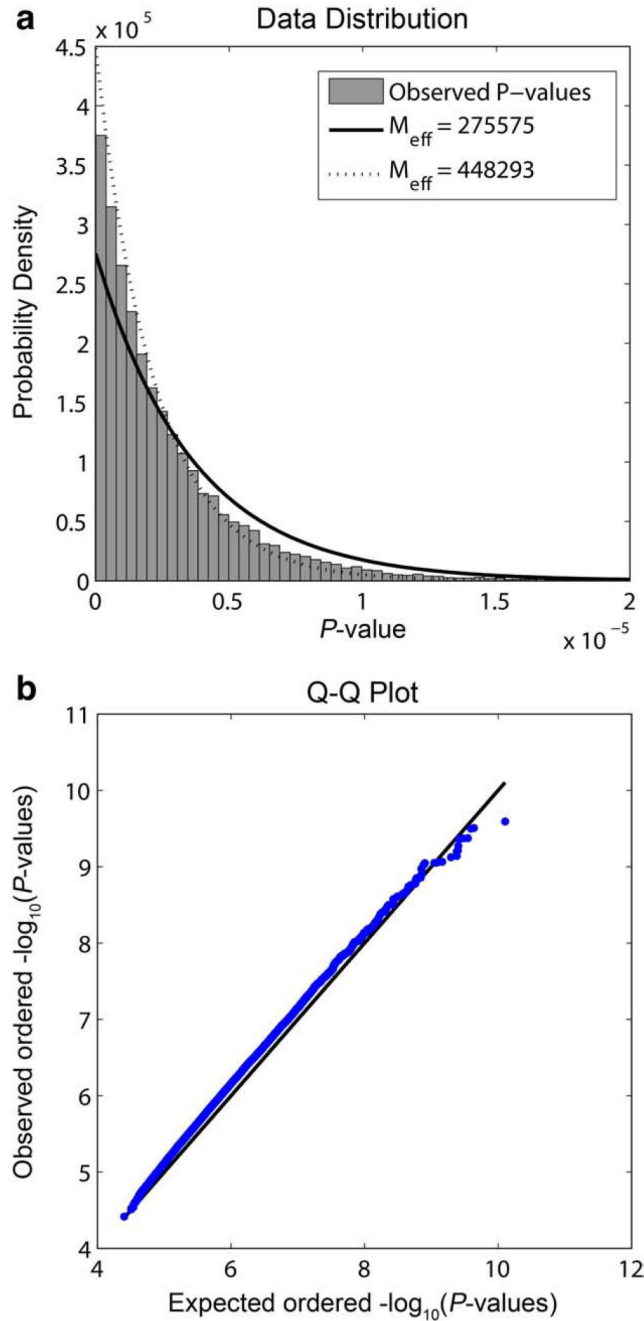 a
Data Distribution
x 10⁵
4.5
4
3.5
3
2.5
2
1.5
1
0.5
0
Probability Density
Observed P–values
M_eff = 275575
M_eff = 448293
0 0.5 1 1.5 2
P-value
x 10⁻⁵
b
Q-Q Plot
11
10
9
8
7
6
5
4
Observed ordered -log₁₀(P-values)
4 6 8 10 12
Expected ordered -log₁₀(P-values)